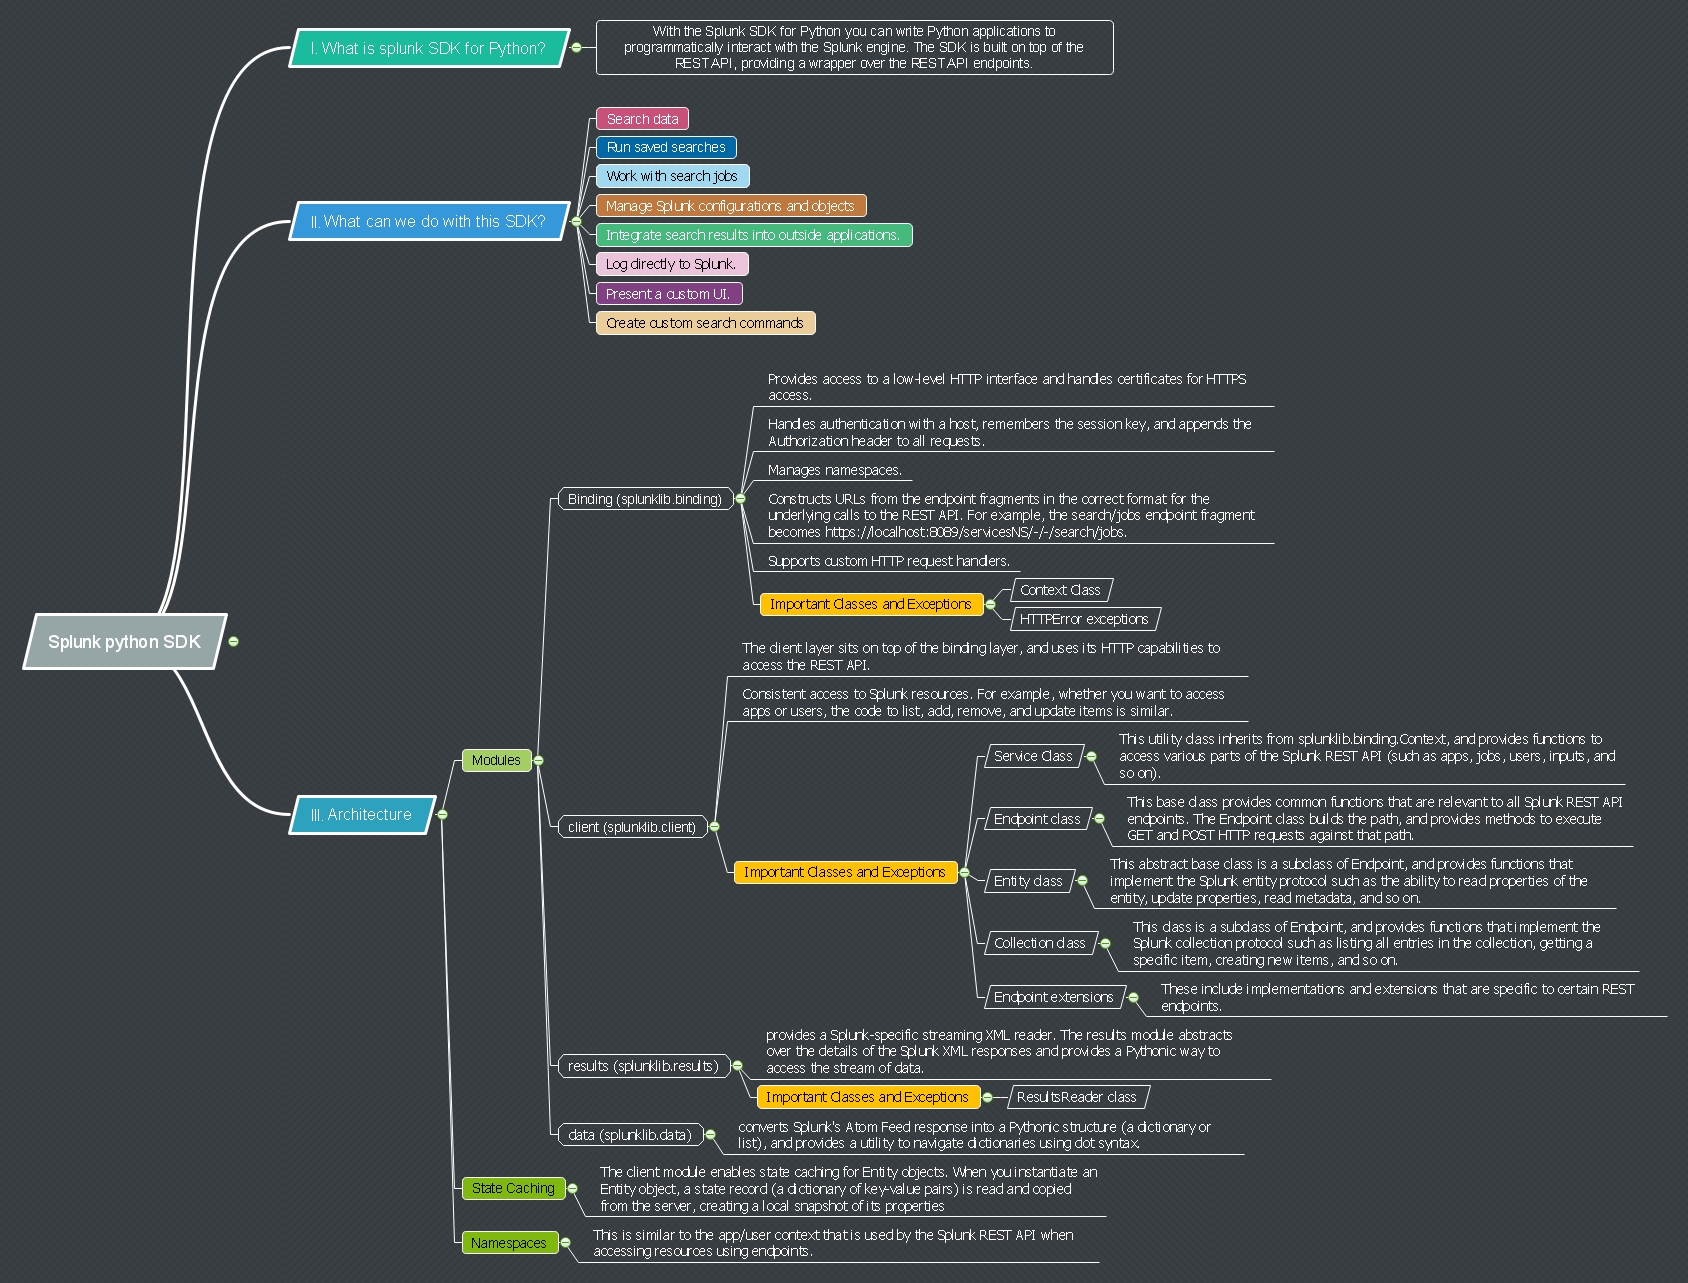 I. What is splunk SDK for Python?
With the Splunk SDK for Python you can write Python applications to
programmatically interact with the Splunk engine. The SDK is built on top of the
REST API, providing a wrapper over the REST API endpoints.
II. What can we do with this SDK?
Search data
Run saved searches
Work with search jobs
Manage Splunk configurations and objects
Integrate search results into outside applications.
Log directly to Splunk.
Present a custom UI.
Create custom search commands
Splunk python SDK
III. Architecture
Modules
Binding (splunklib.binding)
Provides access to a low-level HTTP interface and handles certificates for HTTPS
access.
Handles authentication with a host, remembers the session key, and appends the
Authorization header to all requests.
Manages namespaces.
Constructs URLs from the endpoint fragments in the correct format for the
underlying calls to the REST API. For example, the search/jobs endpoint fragment
becomes https://localhost:8089/servicesNS/-/-/search/jobs.
Supports custom HTTP request handlers.
Important Classes and Exceptions
Context Class
HTTPError exceptions
client (splunklib.client)
The client layer sits on top of the binding layer, and uses its HTTP capabilities to
access the REST API.
Consistent access to Splunk resources. For example, whether you want to access
apps or users, the code to list, add, remove, and update items is similar.
Important Classes and Exceptions
Service Class
This utility class inherits from splunklib.binding.Context, and provides functions to
access various parts of the Splunk REST API (such as apps, jobs, users, inputs, and
so on).
Endpoint class
This base class provides common functions that are relevant to all Splunk REST API
endpoints. The Endpoint class builds the path, and provides methods to execute
GET and POST HTTP requests against that path.
Entity class
This abstract base class is a subclass of Endpoint, and provides functions that
implement the Splunk entity protocol such as the ability to read properties of the
entity, update properties, read metadata, and so on.
Collection class
This class is a subclass of Endpoint, and provides functions that implement the
Splunk collection protocol such as listing all entries in the collection, getting a
specific item, creating new items, and so on.
Endpoint extensions
These include implementations and extensions that are specific to certain REST
endpoints.
results (splunklib.results)
provides a Splunk-specific streaming XML reader. The results module abstracts
over the details of the Splunk XML responses and provides a Pythonic way to
access the stream of data.
Important Classes and Exceptions
ResultsReader class
data (splunklib.data)
converts Splunk's Atom Feed response into a Pythonic structure (a dictionary or
list), and provides a utility to navigate dictionaries using dot syntax.
State Caching
The client module enables state caching for Entity objects. When you instantiate an
Entity object, a state record (a dictionary of key-value pairs) is read and copied
from the server, creating a local snapshot of its properties
Namespaces
This is similar to the app/user context that is used by the Splunk REST API when
accessing resources using endpoints.